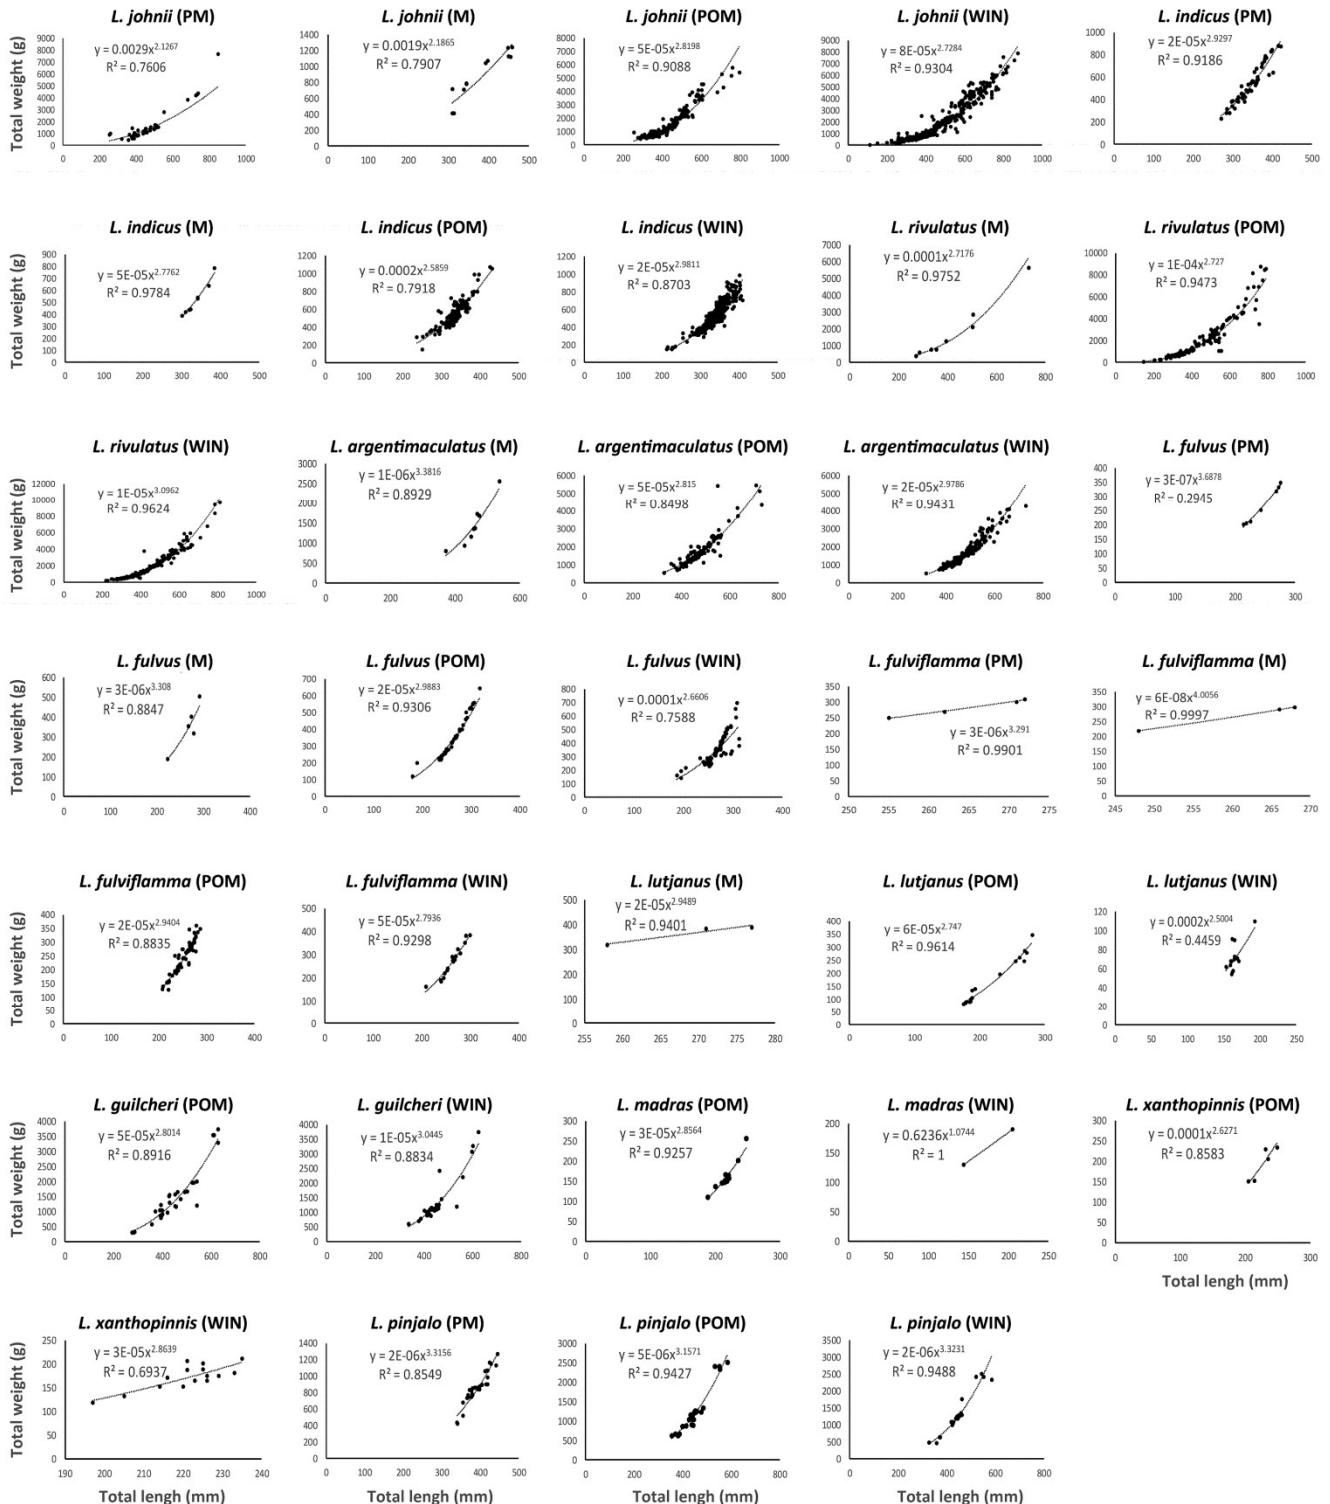 L. johnii (PM)
y = 0.0029x^2.1267
R² = 0.7606
L. johnii (M)
y = 0.0019x^2.1865
R² = 0.7907
L. johnii (POM)
y = 5E-05x^2.8198
R² = 0.9088
L. johnii (WIN)
y = 8E-05x^2.7284
R² = 0.9304
L. indicus (PM)
y = 2E-05x^2.9297
R² = 0.9186
Total weight (g)
L. indicus (M)
y = 5E-05x^2.7762
R² = 0.9784
L. indicus (POM)
y = 0.0002x^2.5859
R² = 0.7918
L. indicus (WIN)
y = 2E-05x^2.9811
R² = 0.8703
L. rivulatus (M)
y = 0.0001x^2.7176
R² = 0.9752
L. rivulatus (POM)
y = 1E-04x^2.727
R² = 0.9473
Total weight (g)
L. rivulatus (WIN)
y = 1E-05x^3.0962
R² = 0.9624
L. argentimaculatus (M)
y = 1E-06x^3.3816
R² = 0.8929
L. argentimaculatus (POM)
y = 5E-05x^2.815
R² = 0.8498
L. argentimaculatus (WIN)
y = 2E-05x^2.9786
R² = 0.9431
L. fulvus (PM)
y = 3E-07x^3.6878
R² – 0.2945
Total weight (g)
L. fulvus (M)
y = 3E-06x^3.308
R² = 0.8847
L. fulvus (POM)
y = 2E-05x^2.9883
R² = 0.9306
L. fulvus (WIN)
y = 0.0001x^2.6606
R² = 0.7588
L. fulviflamma (PM)
y = 3E-06x^3.291
R² = 0.9901
L. fulviflamma (M)
y = 6E-08x^4.0056
R² = 0.9997
Total weight (g)
L. fulviflamma (POM)
y = 2E-05x^2.9404
R² = 0.8835
L. fulviflamma (WIN)
y = 5E-05x^2.7936
R² = 0.9298
L. lutjanus (M)
y = 2E-05x^2.9489
R² = 0.9401
L. lutjanus (POM)
y = 6E-05x^2.747
R² = 0.9614
L. lutjanus (WIN)
y = 0.0002x^2.5004
R² = 0.4459
Total weight (g)
L. guilcheri (POM)
y = 5E-05x^2.8014
R² = 0.8916
L. guilcheri (WIN)
y = 1E-05x^3.0445
R² = 0.8834
L. madras (POM)
y = 3E-05x^2.8564
R² = 0.9257
L. madras (WIN)
y = 0.6236x^1.0744
R² = 1
L. xanthopinnis (POM)
y = 0.0001x^2.6271
R² = 0.8583
Total weight (g)
Total lengh (mm)
L. xanthopinnis (WIN)
y = 3E-05x^2.8639
R² = 0.6937
L. pinjalo (PM)
y = 2E-06x^3.3156
R² = 0.8549
L. pinjalo (POM)
y = 5E-06x^3.1571
R² = 0.9427
L. pinjalo (WIN)
y = 2E-06x^3.3231
R² = 0.9488
Total weight (g)
Total lengh (mm)
Total lengh (mm)
Total lengh (mm)
Total lengh (mm)